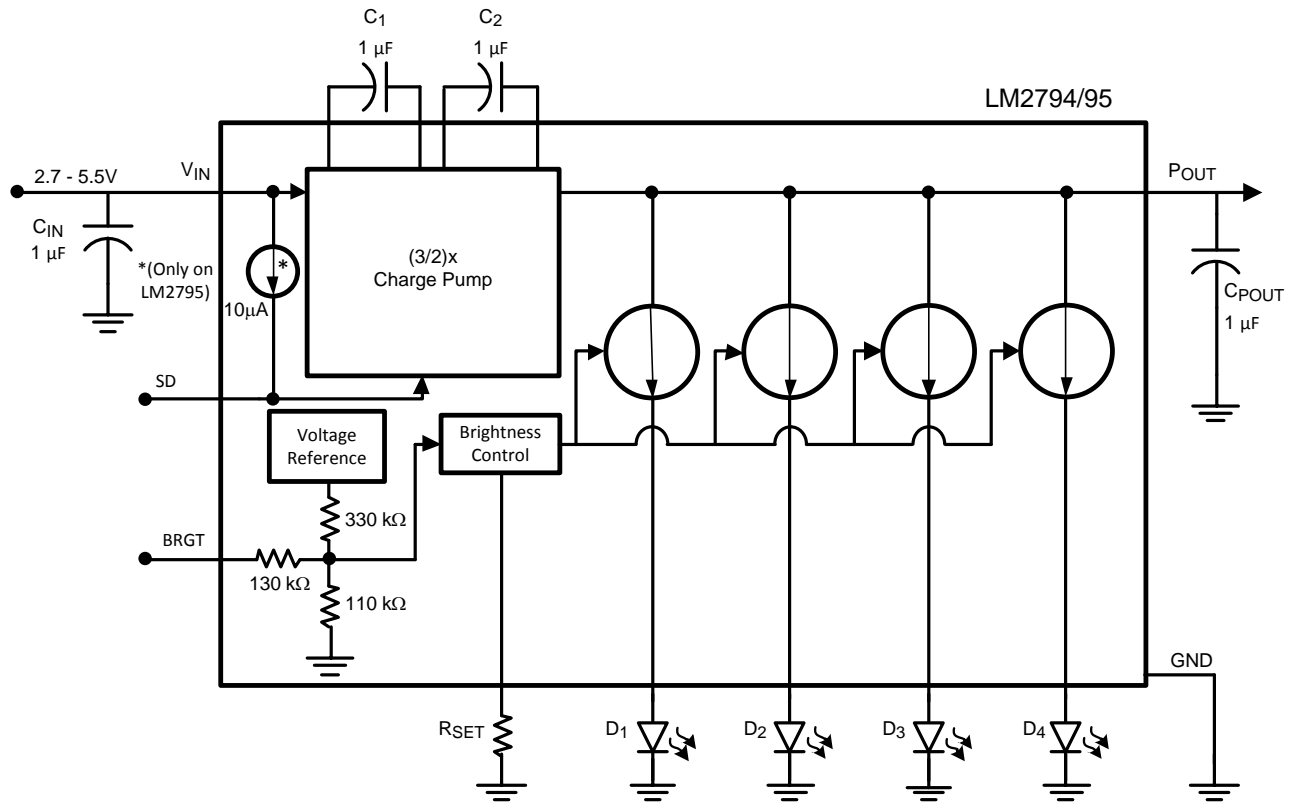 C1
1 µF
C2
1 µF
LM2794/95
2.7 - 5.5V
VIN
POUT
CIN
1 µF
*(Only on
LM2795)
*
10µA
(3/2)x
Charge Pump
CPOUT
1 µF
SD
Voltage
Reference
Brightness
Control
330 kΩ
BRGT
130 kΩ
110 kΩ
GND
RSET
D1
D2
D3
D4